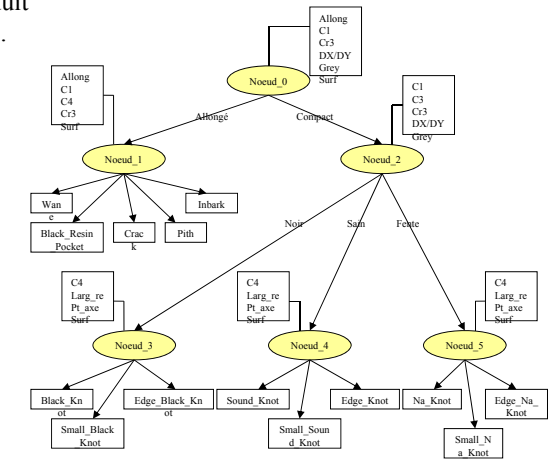 uit
.
Allong
C1
Cr3
DX/DY
Grey
Surf
Noeud_0
Allong
C1
C4
Cr3
Surf
C1
C3
Cr3
DX/DY
Grey
Allongé
Compact
Noeud_1
Noeud_2
Wan
e
Inbark
Black_Resin
_Pocket
Crac
k
Pith
Noir
Sain
Fente
C4
Larg_re
Pt_axe
Surf
C4
Larg_re
Pt_axe
Surf
C4
Larg_re
Pt_axe
Surf
Noeud_3
Noeud_4
Noeud_5
Black_Kn
ot
Edge_Black_Kn
ot
Sound_Knot
Edge_Knot
Na_Knot
Edge_Na_
Knot
Small_Black
_Knot
Small_Soun
d_Knot
Small_N
a_Knot